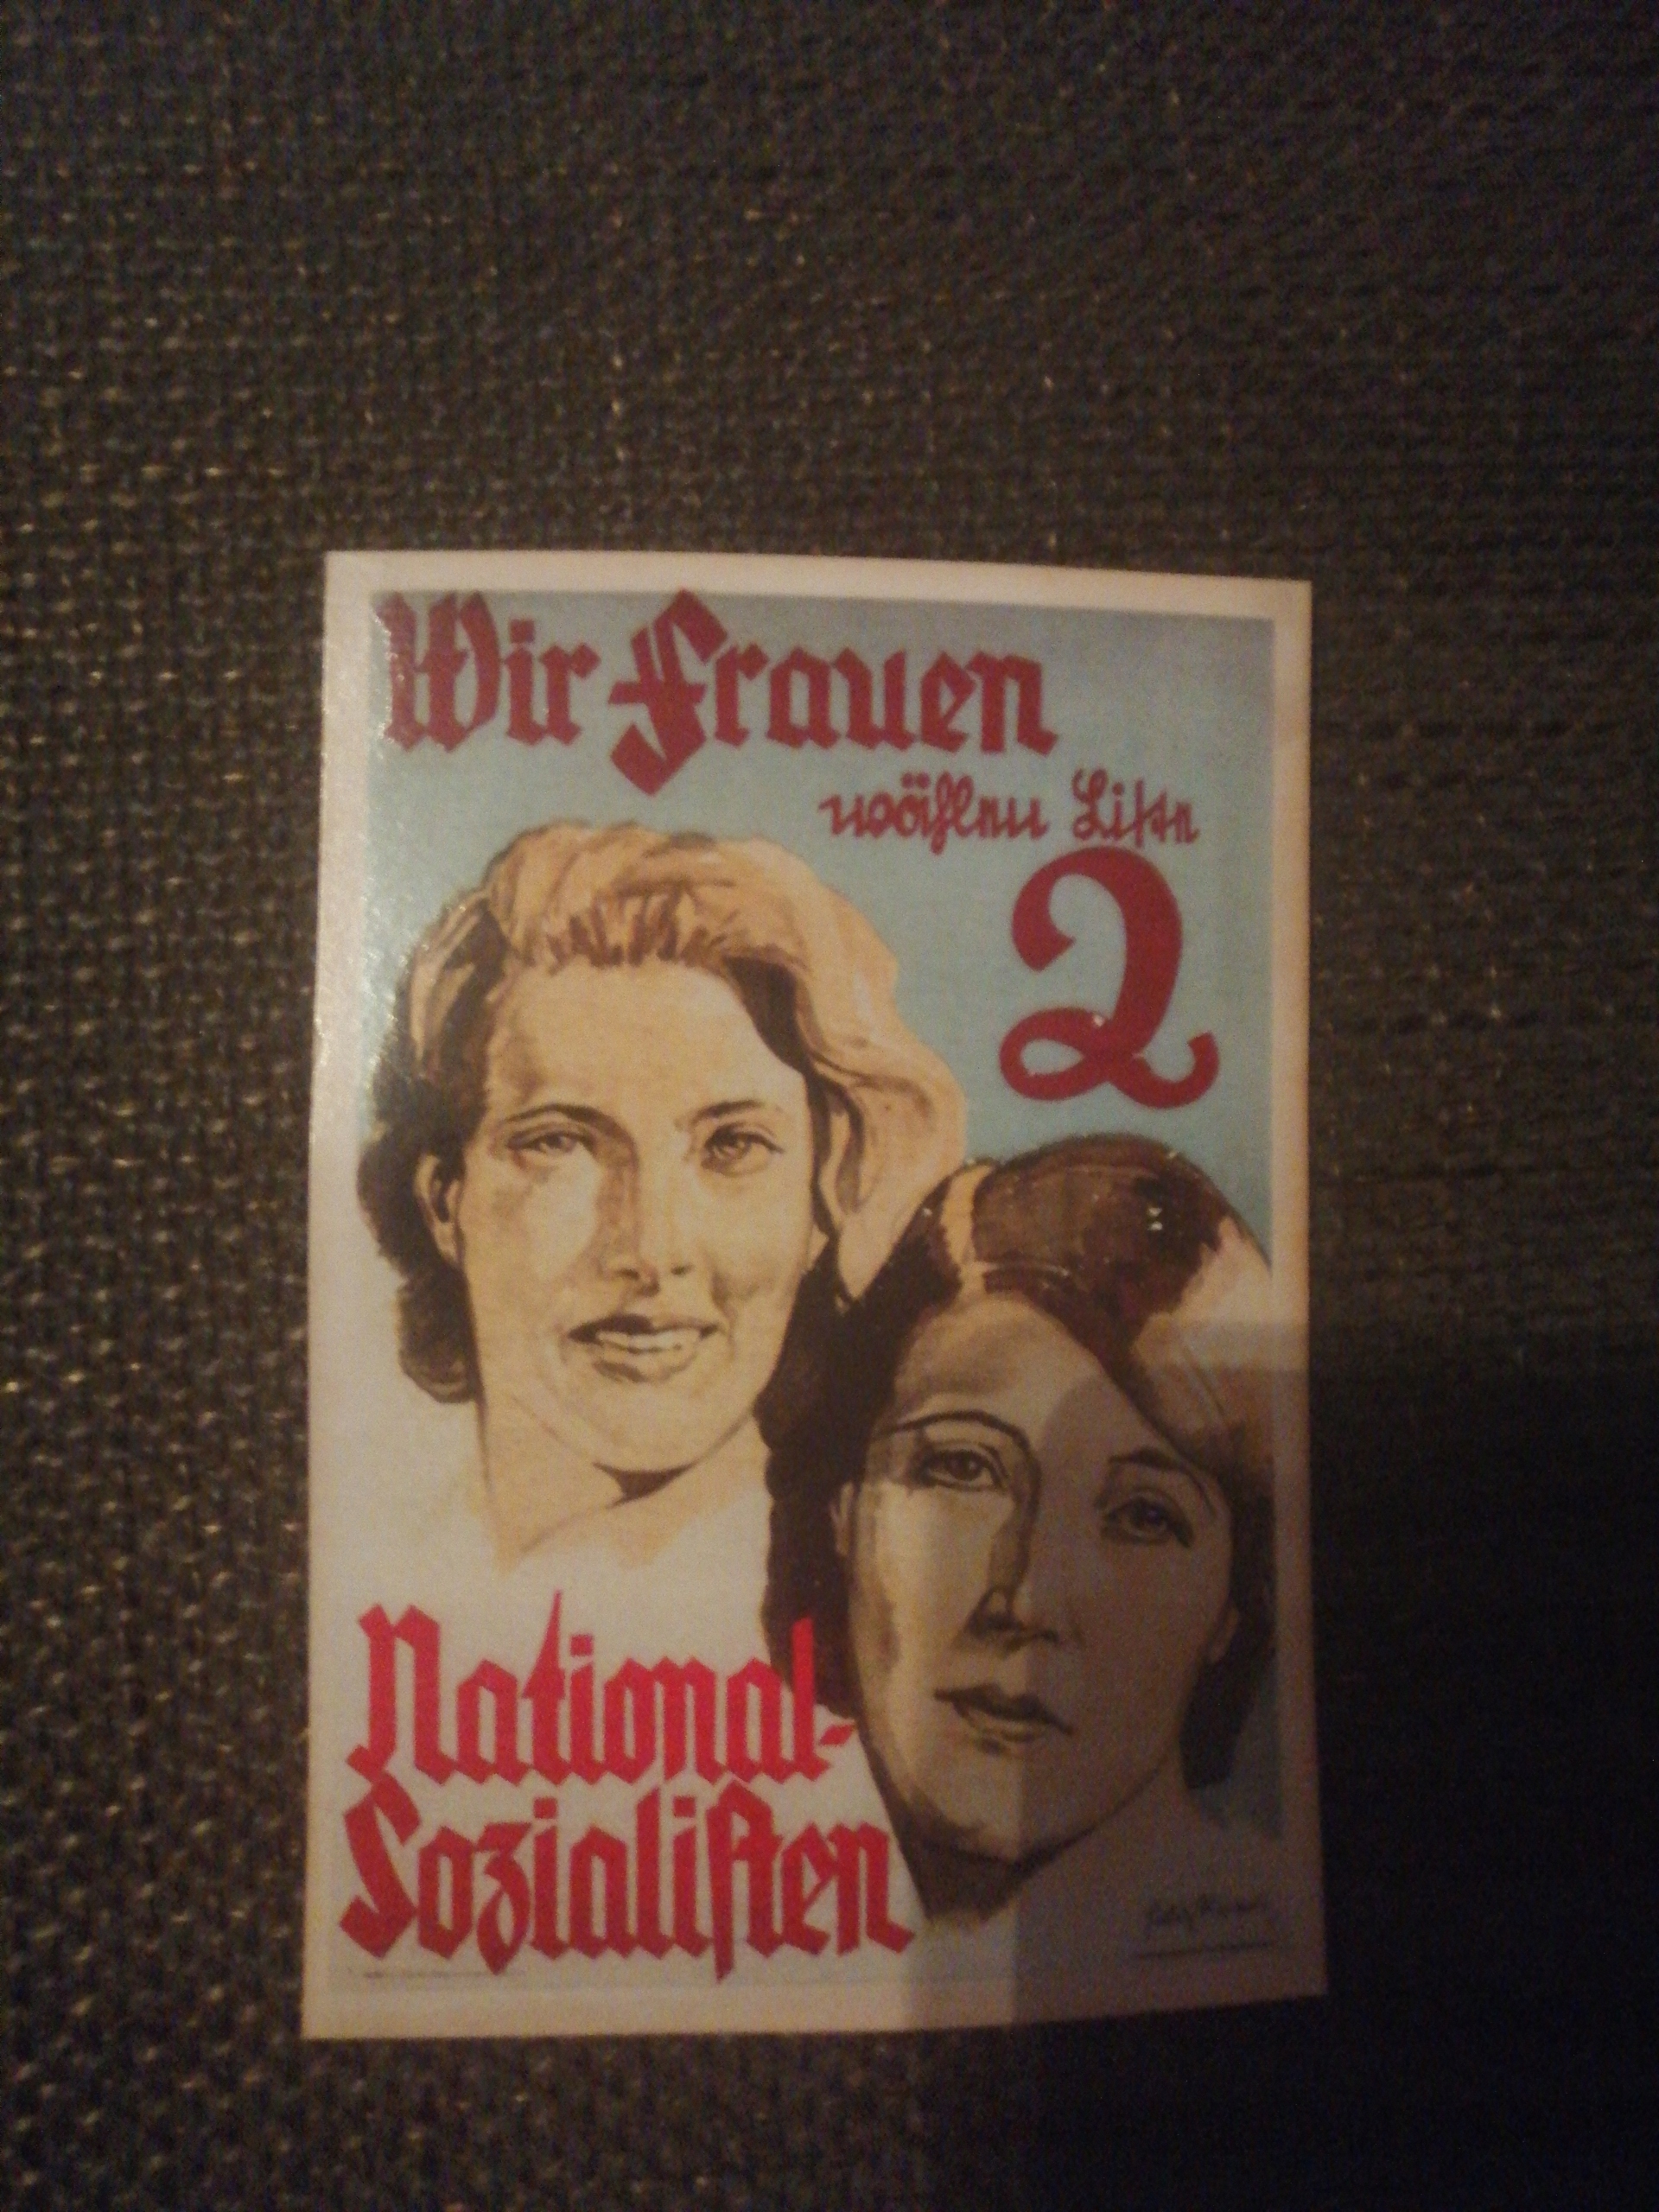 Wir Frauen
wählen Liste
2
National-
Sozialisten